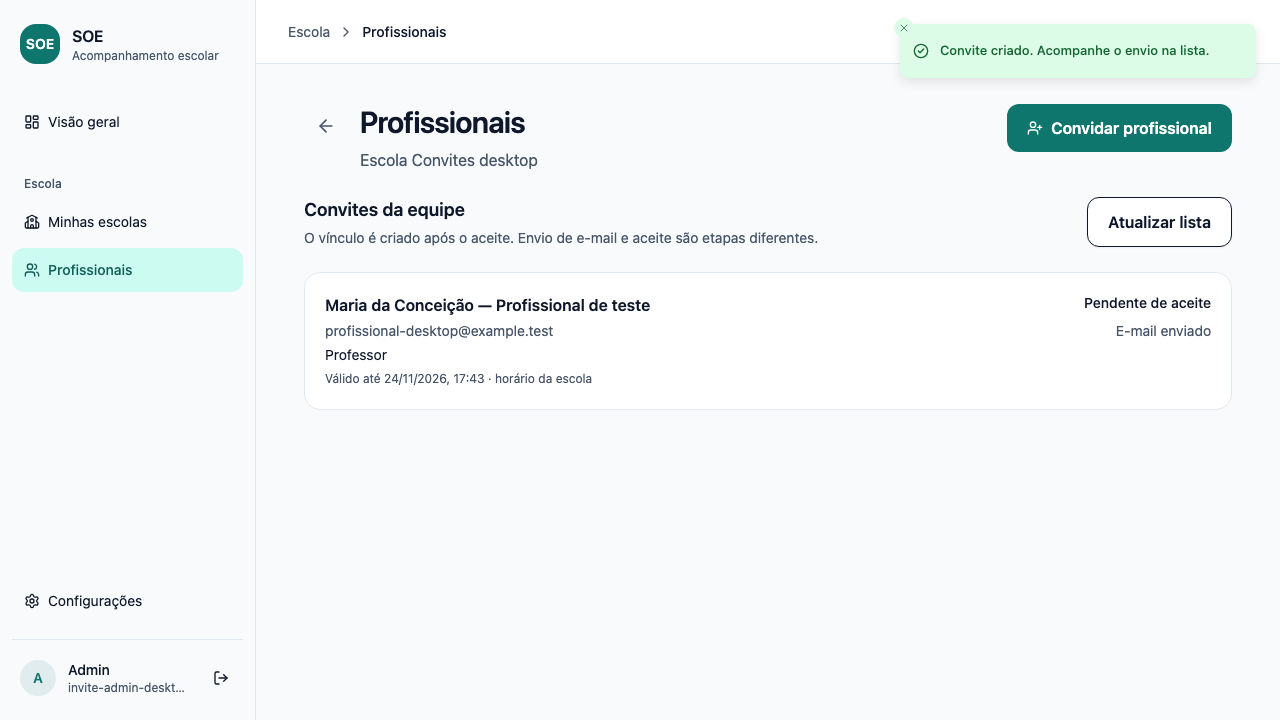 SOE
SOE
Acompanhamento escolar
Visão geral
Escola
Minhas escolas
Profissionais
Configurações
A
Admin
invite-admin-deskt...
Escola > Profissionais
Convite criado. Acompanhe o envio na lista.
Profissionais
Escola Convites desktop
Convidar profissional
Convites da equipe
O vínculo é criado após o aceite. Envio de e-mail e aceite são etapas diferentes.
Atualizar lista
Maria da Conceição — Profissional de teste
Pendente de aceite
profissional-desktop@example.test
E-mail enviado
Professor
Válido até 24/11/2026, 17:43 · horário da escola